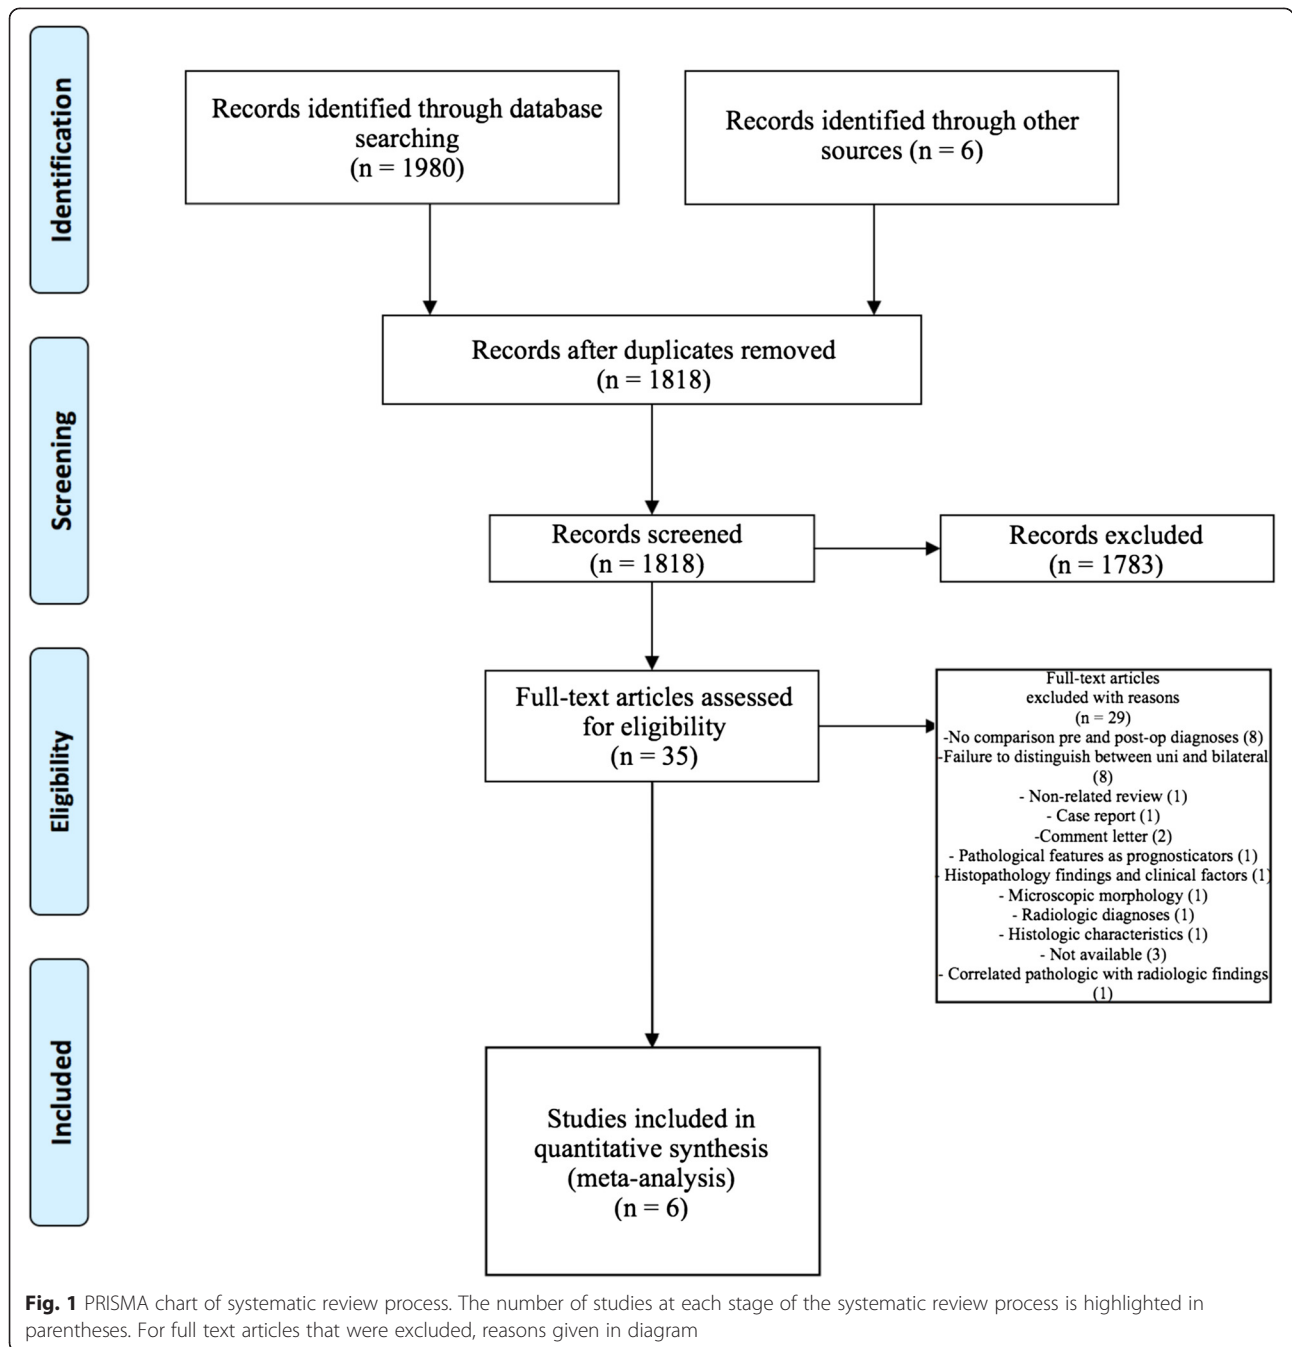 Identification
Records identified through database
searching
(n = 1980)
Records identified through other
sources (n = 6)
Screening
Records after duplicates removed
(n = 1818)
Records screened
(n = 1818)
Records excluded
(n = 1783)
Eligibility
Full-text articles assessed
for eligibility
(n = 35)
Full-text articles
excluded with reasons
(n = 29)
-No comparison pre and post-op diagnoses (8)
-Failure to distinguish between uni and bilateral
(8)
- Non-related review (1)
- Case report (1)
-Comment letter (2)
- Pathological features as prognosticators (1)
- Histopathology findings and clinical factors (1)
- Microscopic morphology (1)
- Radiologic diagnoses (1)
- Histologic characteristics (1)
- Not available (3)
- Correlated pathologic with radiologic findings
(1)
Included
Studies included in
quantitative synthesis
(meta-analysis)
(n = 6)
Fig. 1 PRISMA chart of systematic review process. The number of studies at each stage of the systematic review process is highlighted in
parentheses. For full text articles that were excluded, reasons given in diagram